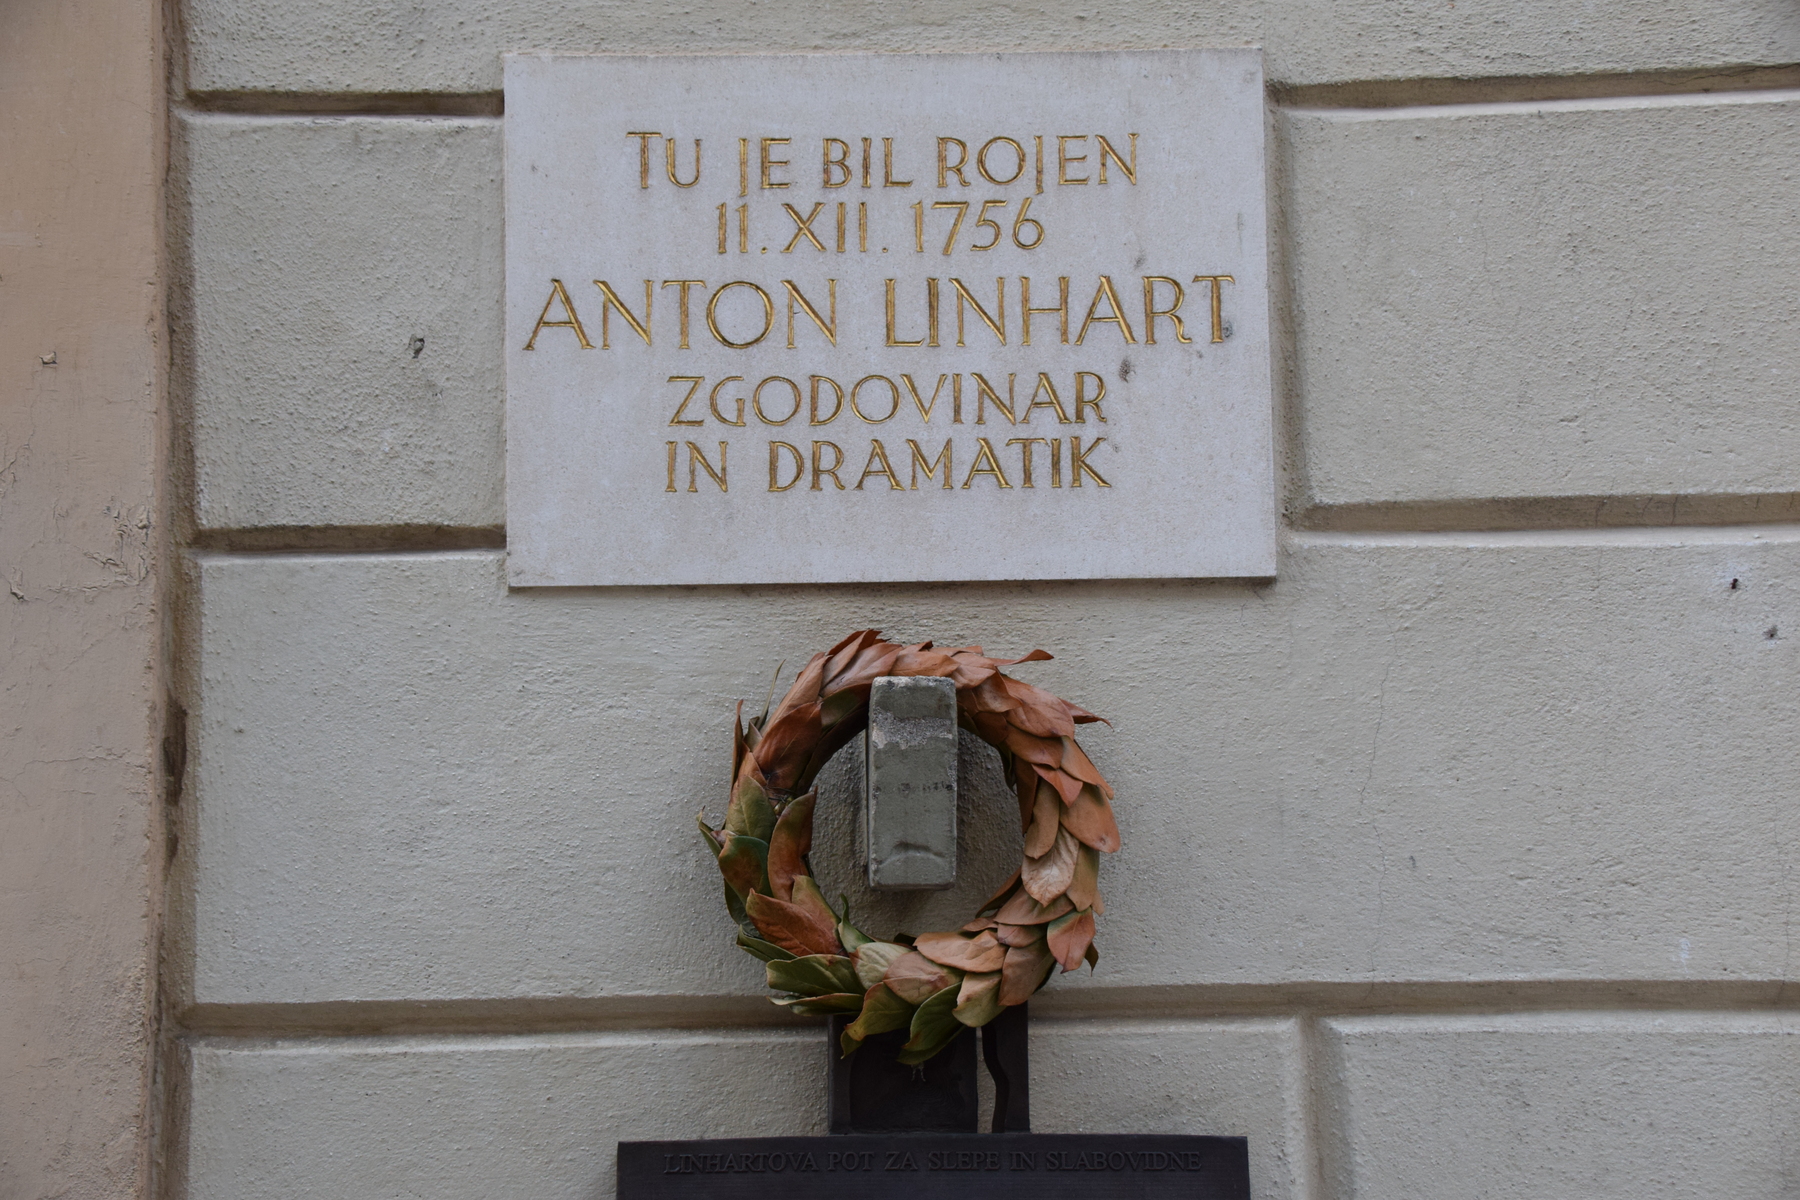 TU JE BIL ROJEN
11. XII. 1756
ANTON LINHART
ZGODOVINAR
IN DRAMATIK
LINHARTOVA POT ZA SLEPE IN SLABOVIDNE